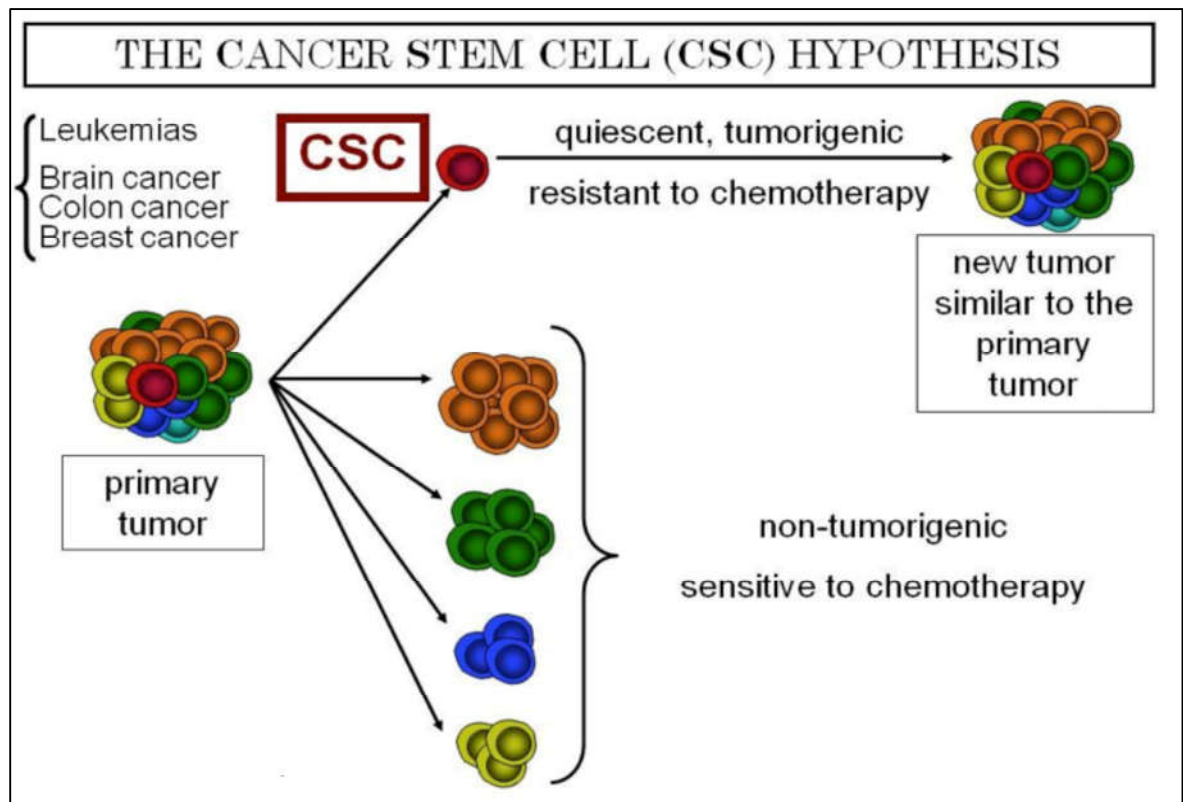 THE CANCER STEM CELL (CSC) HYPOTHESIS
Leukemias
Brain cancer
Colon cancer
Breast cancer
CSC
quiescent, tumorigenic
resistant to chemotherapy
new tumor
similar to the
primary
tumor
primary
tumor
non-tumorigenic
sensitive to chemotherapy